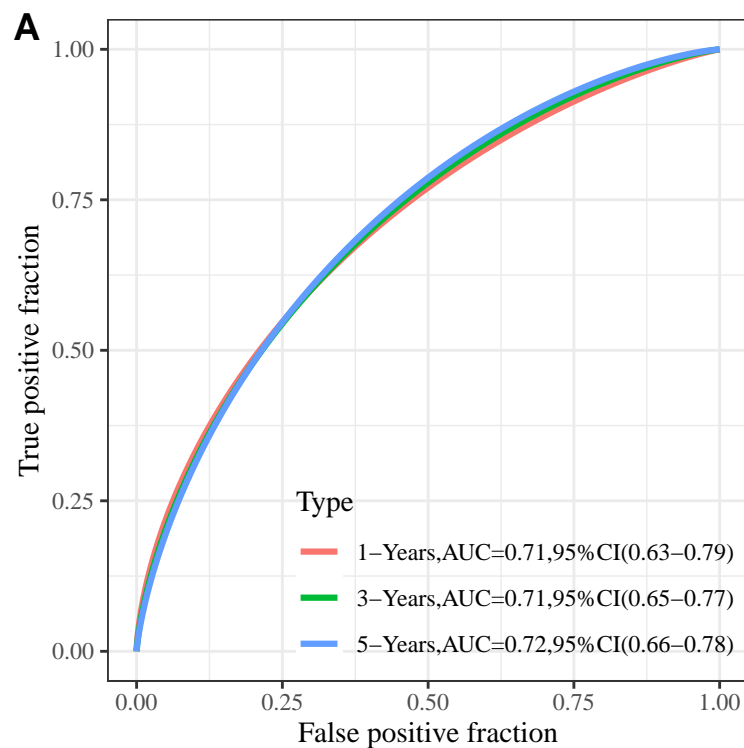 A
True positive fraction
1.00
0.75
0.50
0.25
0.00
Type
1−Years,AUC=0.71,95%CI(0.63−0.79)
3−Years,AUC=0.71,95%CI(0.65−0.77)
5−Years,AUC=0.72,95%CI(0.66−0.78)
0.00 0.25 0.50 0.75 1.00
False positive fraction